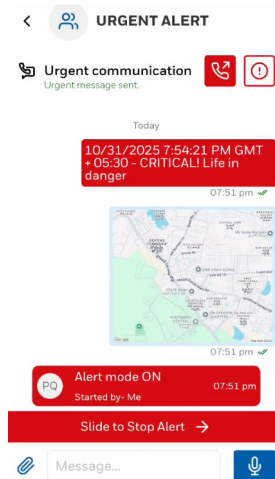 URGENT ALERT
Urgent communication
Urgent message sent.
Today
10/31/2025 7:54:21 PM GMT
+ 05:30 - CRITICAL! Life in
danger
07:51 pm
07:51 pm
PQ
Alert mode ON
07:51 pm
Started by- Me
Slide to Stop Alert
Message...